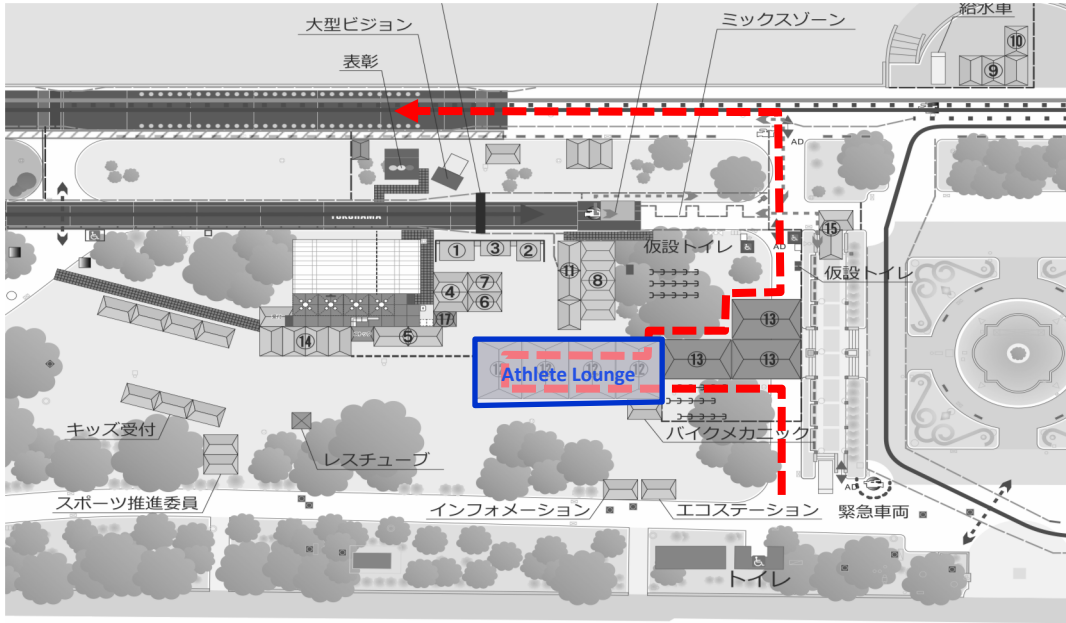 給水車
大型ビジョン
ミックスゾーン
⑩
表彰
⑨
AD
YOKOHAMA
⑮
仮設トイレ
AD
① ③ ②
仮設トイレ
⑪
⑦
④
⑧
⑥
⑰
⑬
⑭
⑤
⑬ ⑬
⑫ ⑫ ⑫ ⑫
Athlete Lounge
キッズ受付
バイクメカニック
レスチューブ
スポーツ推進委員
AD
インフォメーション
エコステーション
緊急車両
トイレ